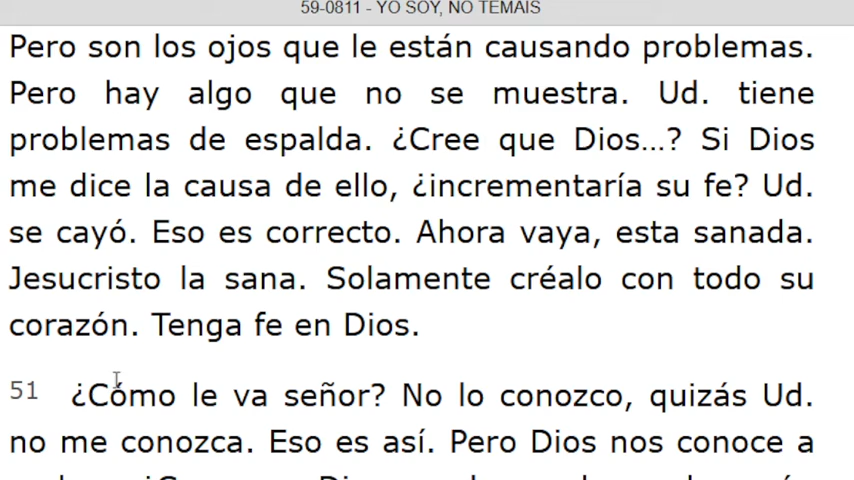 59-0811 - YO SOY, NO TEMAIS
Pero son los ojos que le están causando problemas.
Pero hay algo que no se muestra. Ud. tiene
problemas de espalda. ¿Cree que Dios...? Si Dios
me dice la causa de ello, ¿incrementaría su fe? Ud.
se cayó. Eso es correcto. Ahora vaya, esta sanada.
Jesucristo la sana. Solamente créalo con todo su
corazón. Tenga fe en Dios.
51 ¿Cómo le va señor? No lo conozco, quizás Ud.
no me conozca. Eso es así. Pero Dios nos conoce a